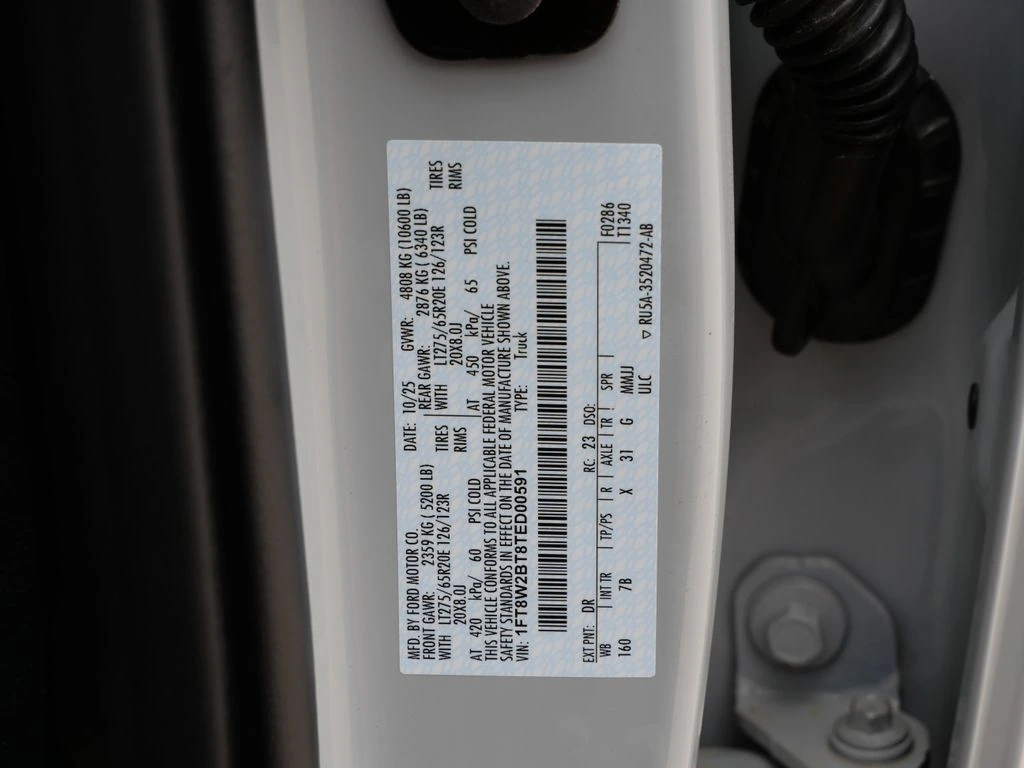 MFD. BY FORD MOTOR CO. DATE: 10/25 GVWR: 4808 KG (10600 LB)
FRONT GAWR: 2359 KG ( 5200 LB) REAR GAWR: 2876 KG ( 6340 LB)
WITH LT275/65R20E 126/123R TIRES WITH LT275/65R20E 126/123R TIRES
20X8.0J RIMS 20X8.0J RIMS
AT 420 kPa/ 60 PSI COLD AT 450 kPa/ 65 PSI COLD
THIS VEHICLE CONFORMS TO ALL APPLICABLE FEDERAL MOTOR VEHICLE
SAFETY STANDARDS IN EFFECT ON THE DATE OF MANUFACTURE SHOWN ABOVE.
VIN: 1FT8W2BT8TED00591 TYPE: Truck
EXT PNT: DR RC: 23 DSO: F0286
WB INT TR TP/PS R AXLE TR SPR T1340
160 7B X 31 G MMJJ
ULC ▽ RU5A-3520472-AB